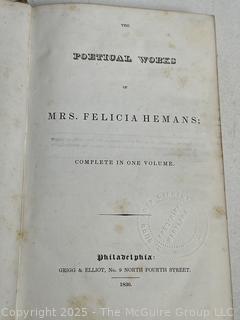 THE
POETICAL WORKS
OF
MRS. FELICIA HEMANS;
COMPLETE IN ONE VOLUME.
Philadelphia:
GRIGG & ELLIOT, No. 9 NORTH FOURTH STREET.
1836.
Copyright 2025 - The McGuire Group LLC